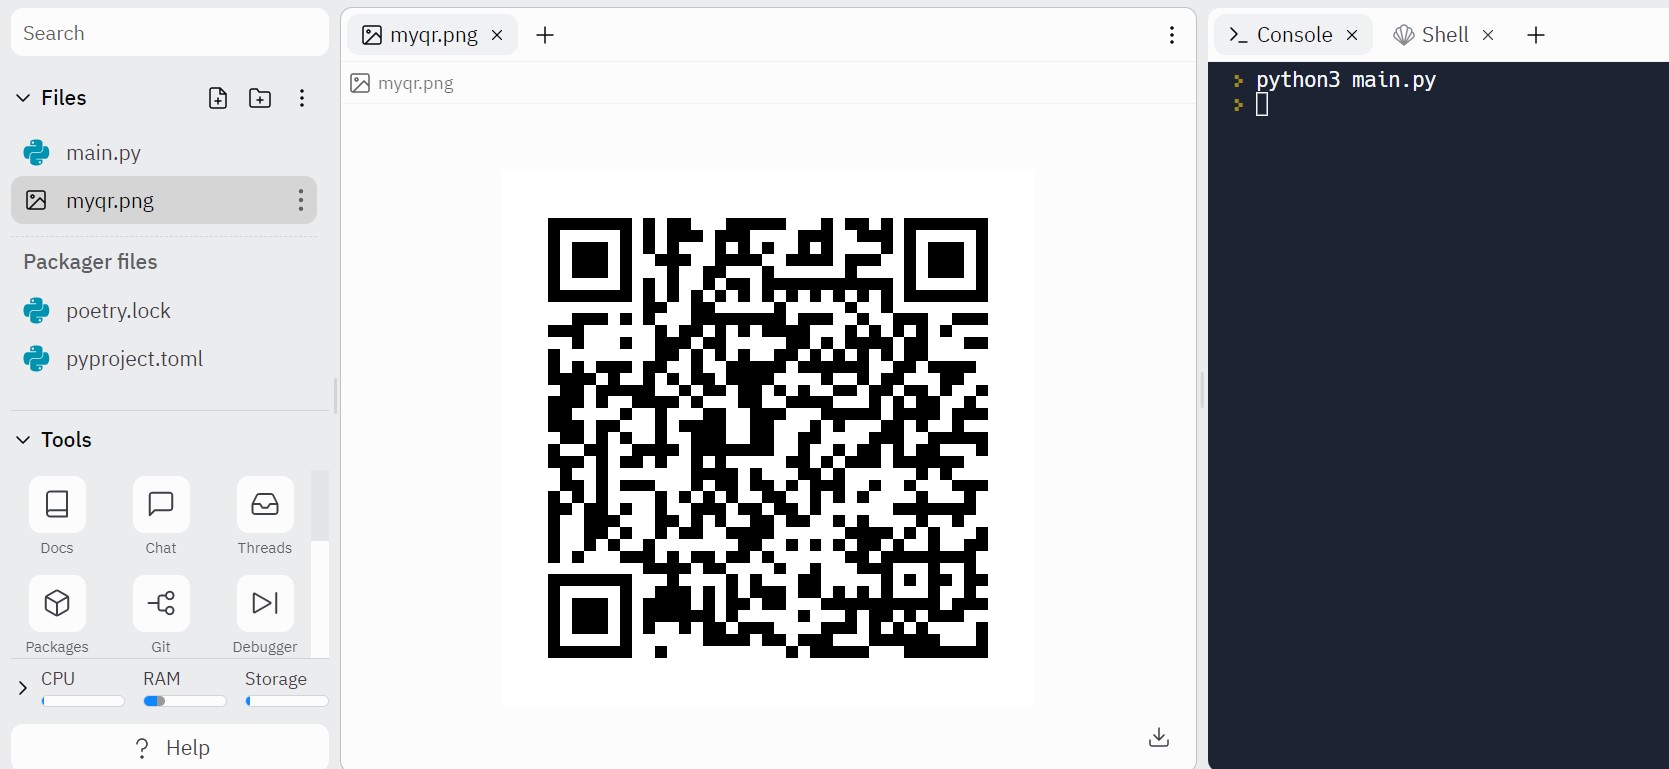 Search
Files
main.py
myqr.png
Packager files
poetry.lock
pyproject.toml
Tools
Docs
Chat
Threads
Packages
Git
Debugger
CPU
RAM
Storage
? Help
myqr.png
myqr.png
Console
Shell
python3 main.py